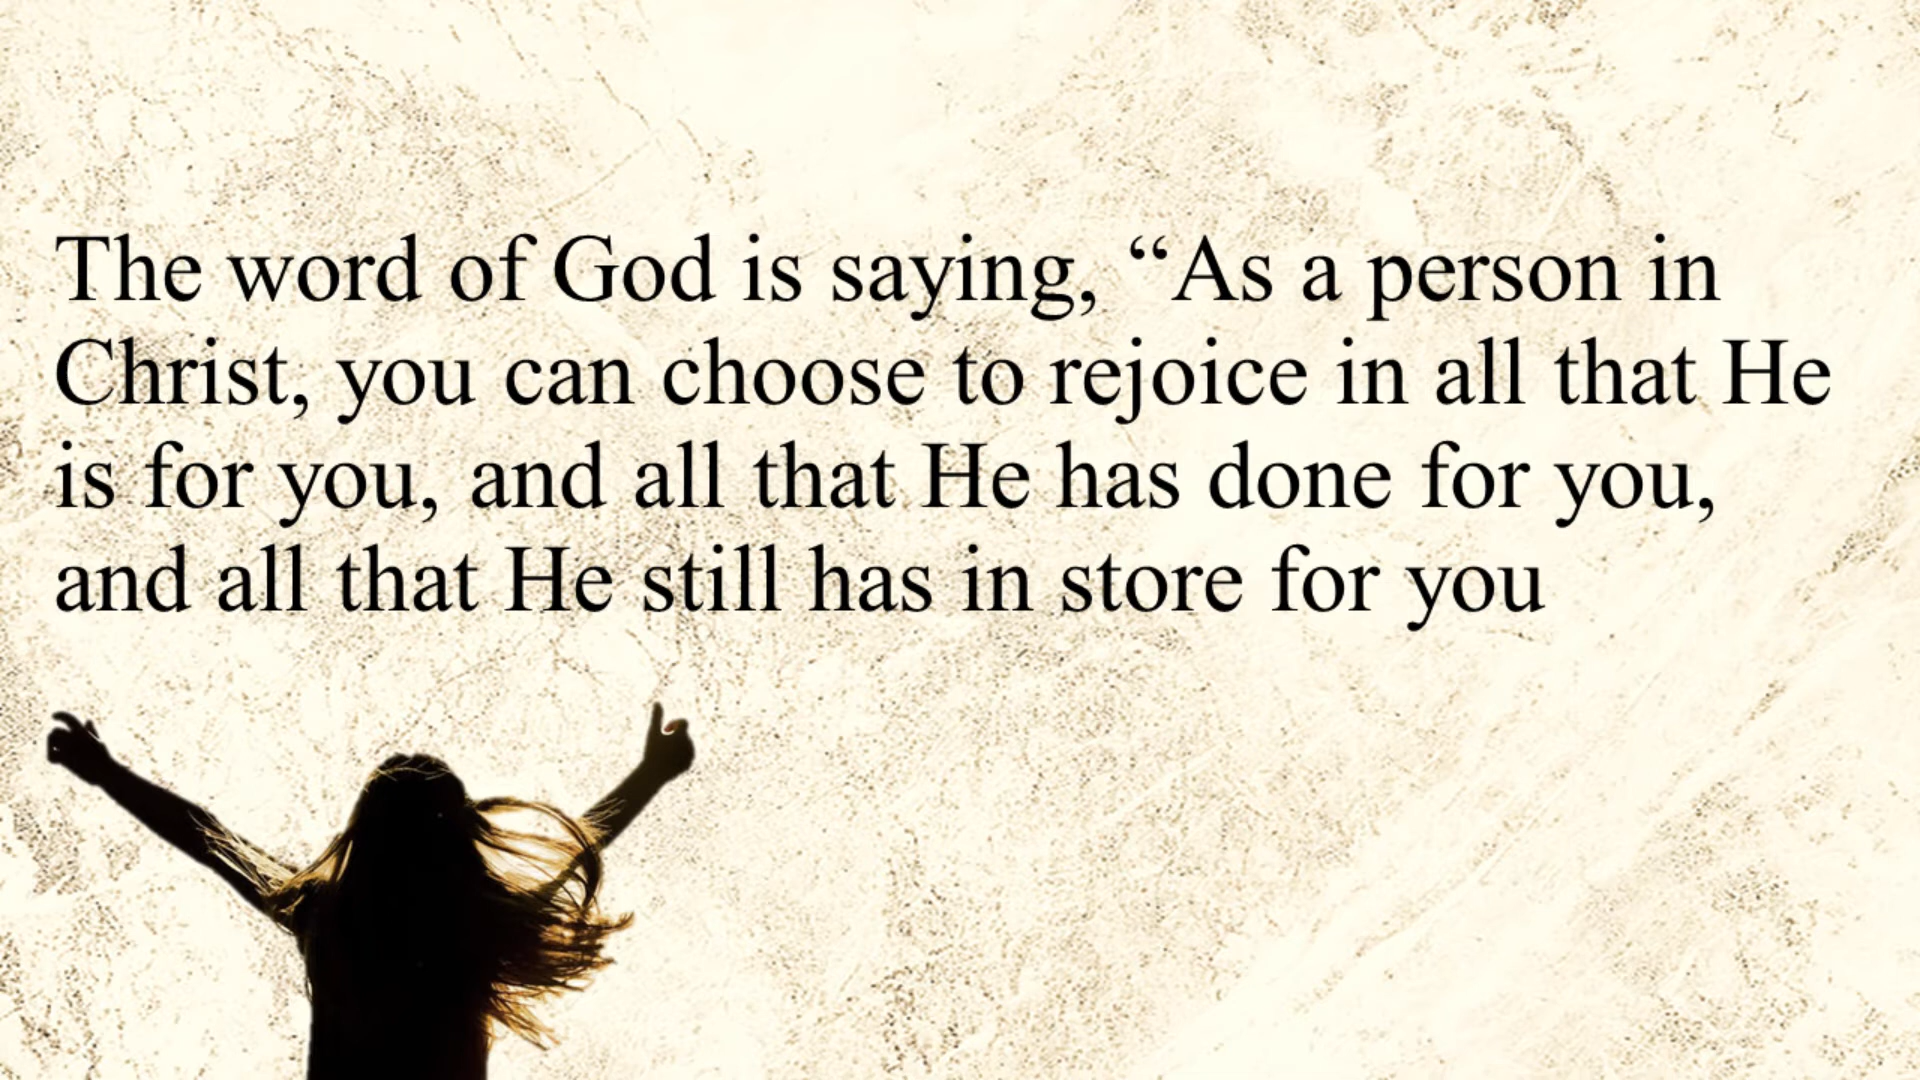 The word of God is saying, “As a person in
Christ, you can choose to rejoice in all that He
is for you, and all that He has done for you,
and all that He still has in store for you